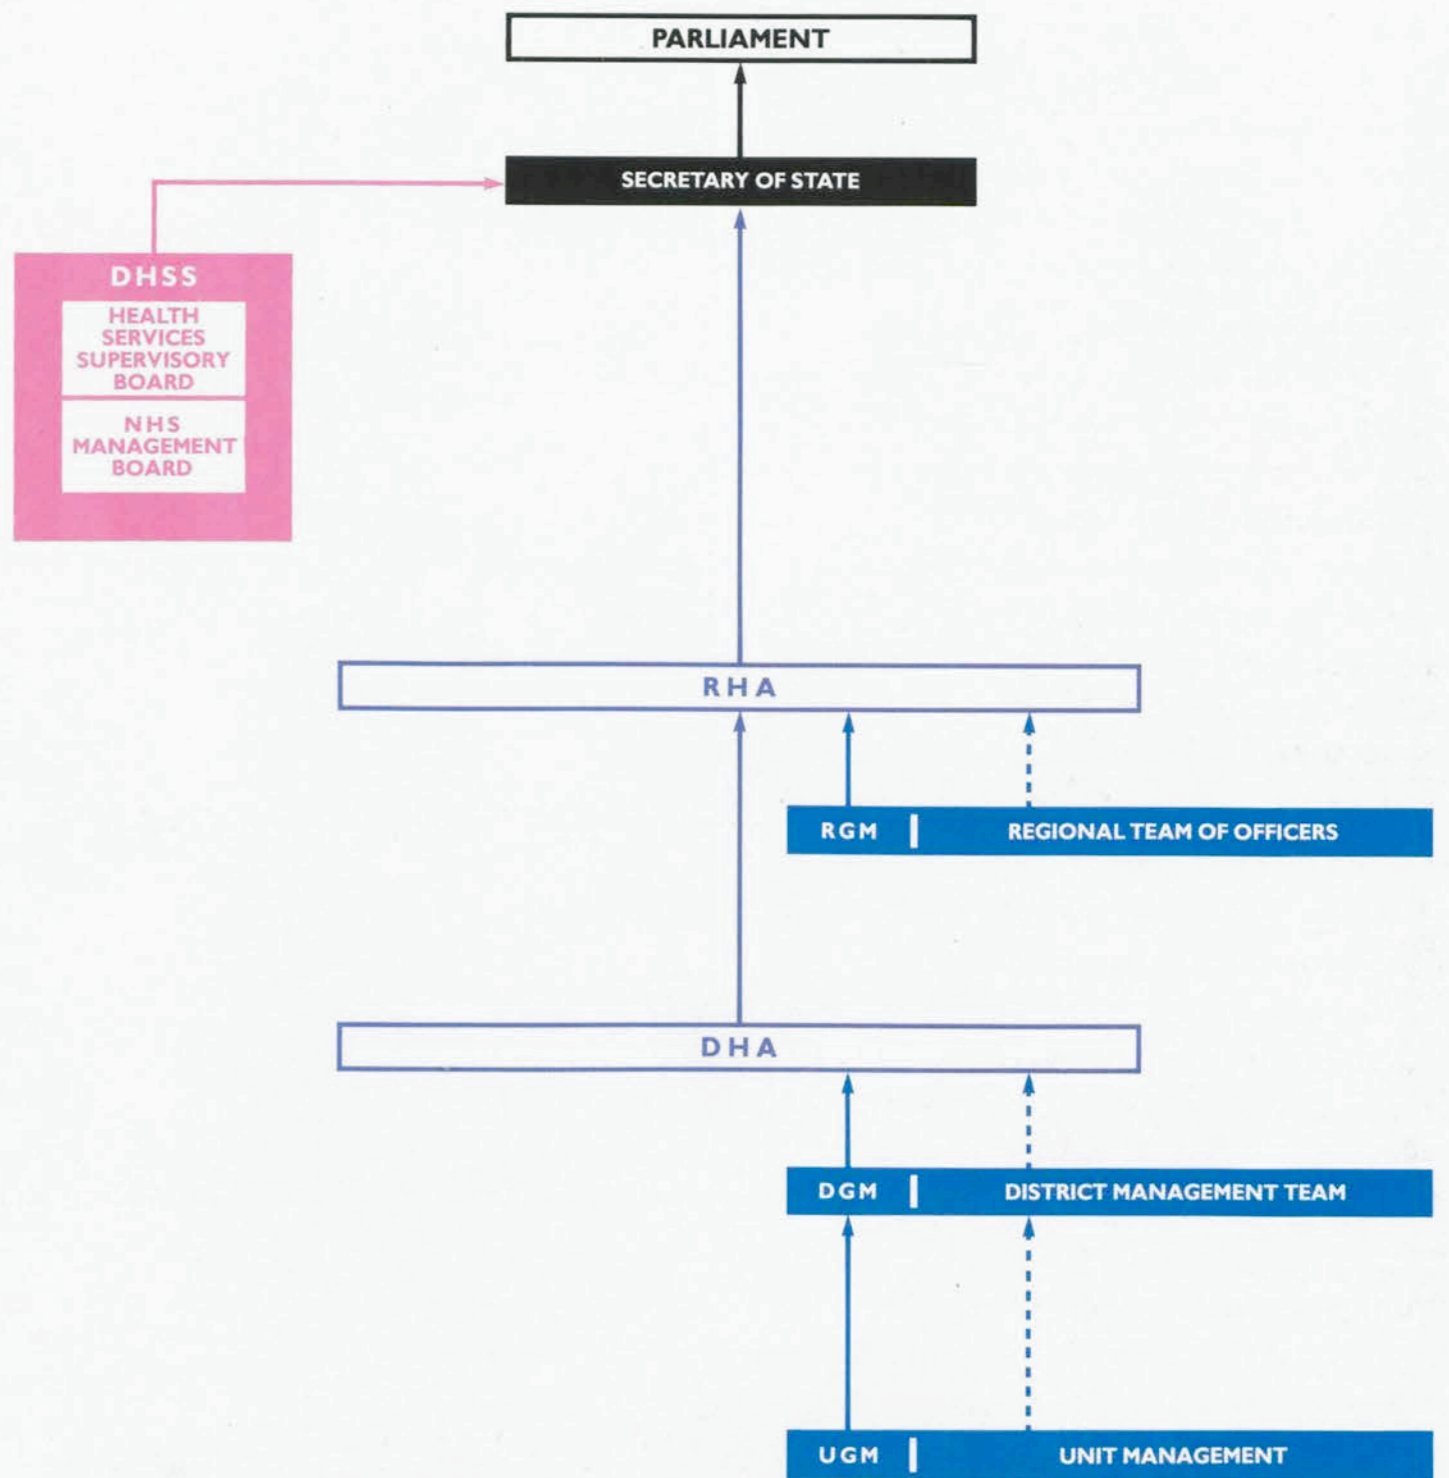 PARLIAMENT
SECRETARY OF STATE
DHSS
HEALTH
SERVICES
SUPERVISORY
BOARD
NHS
MANAGEMENT
BOARD
RHA
RGM
REGIONAL TEAM OF OFFICERS
DHA
DGM
DISTRICT MANAGEMENT TEAM
UGM
UNIT MANAGEMENT